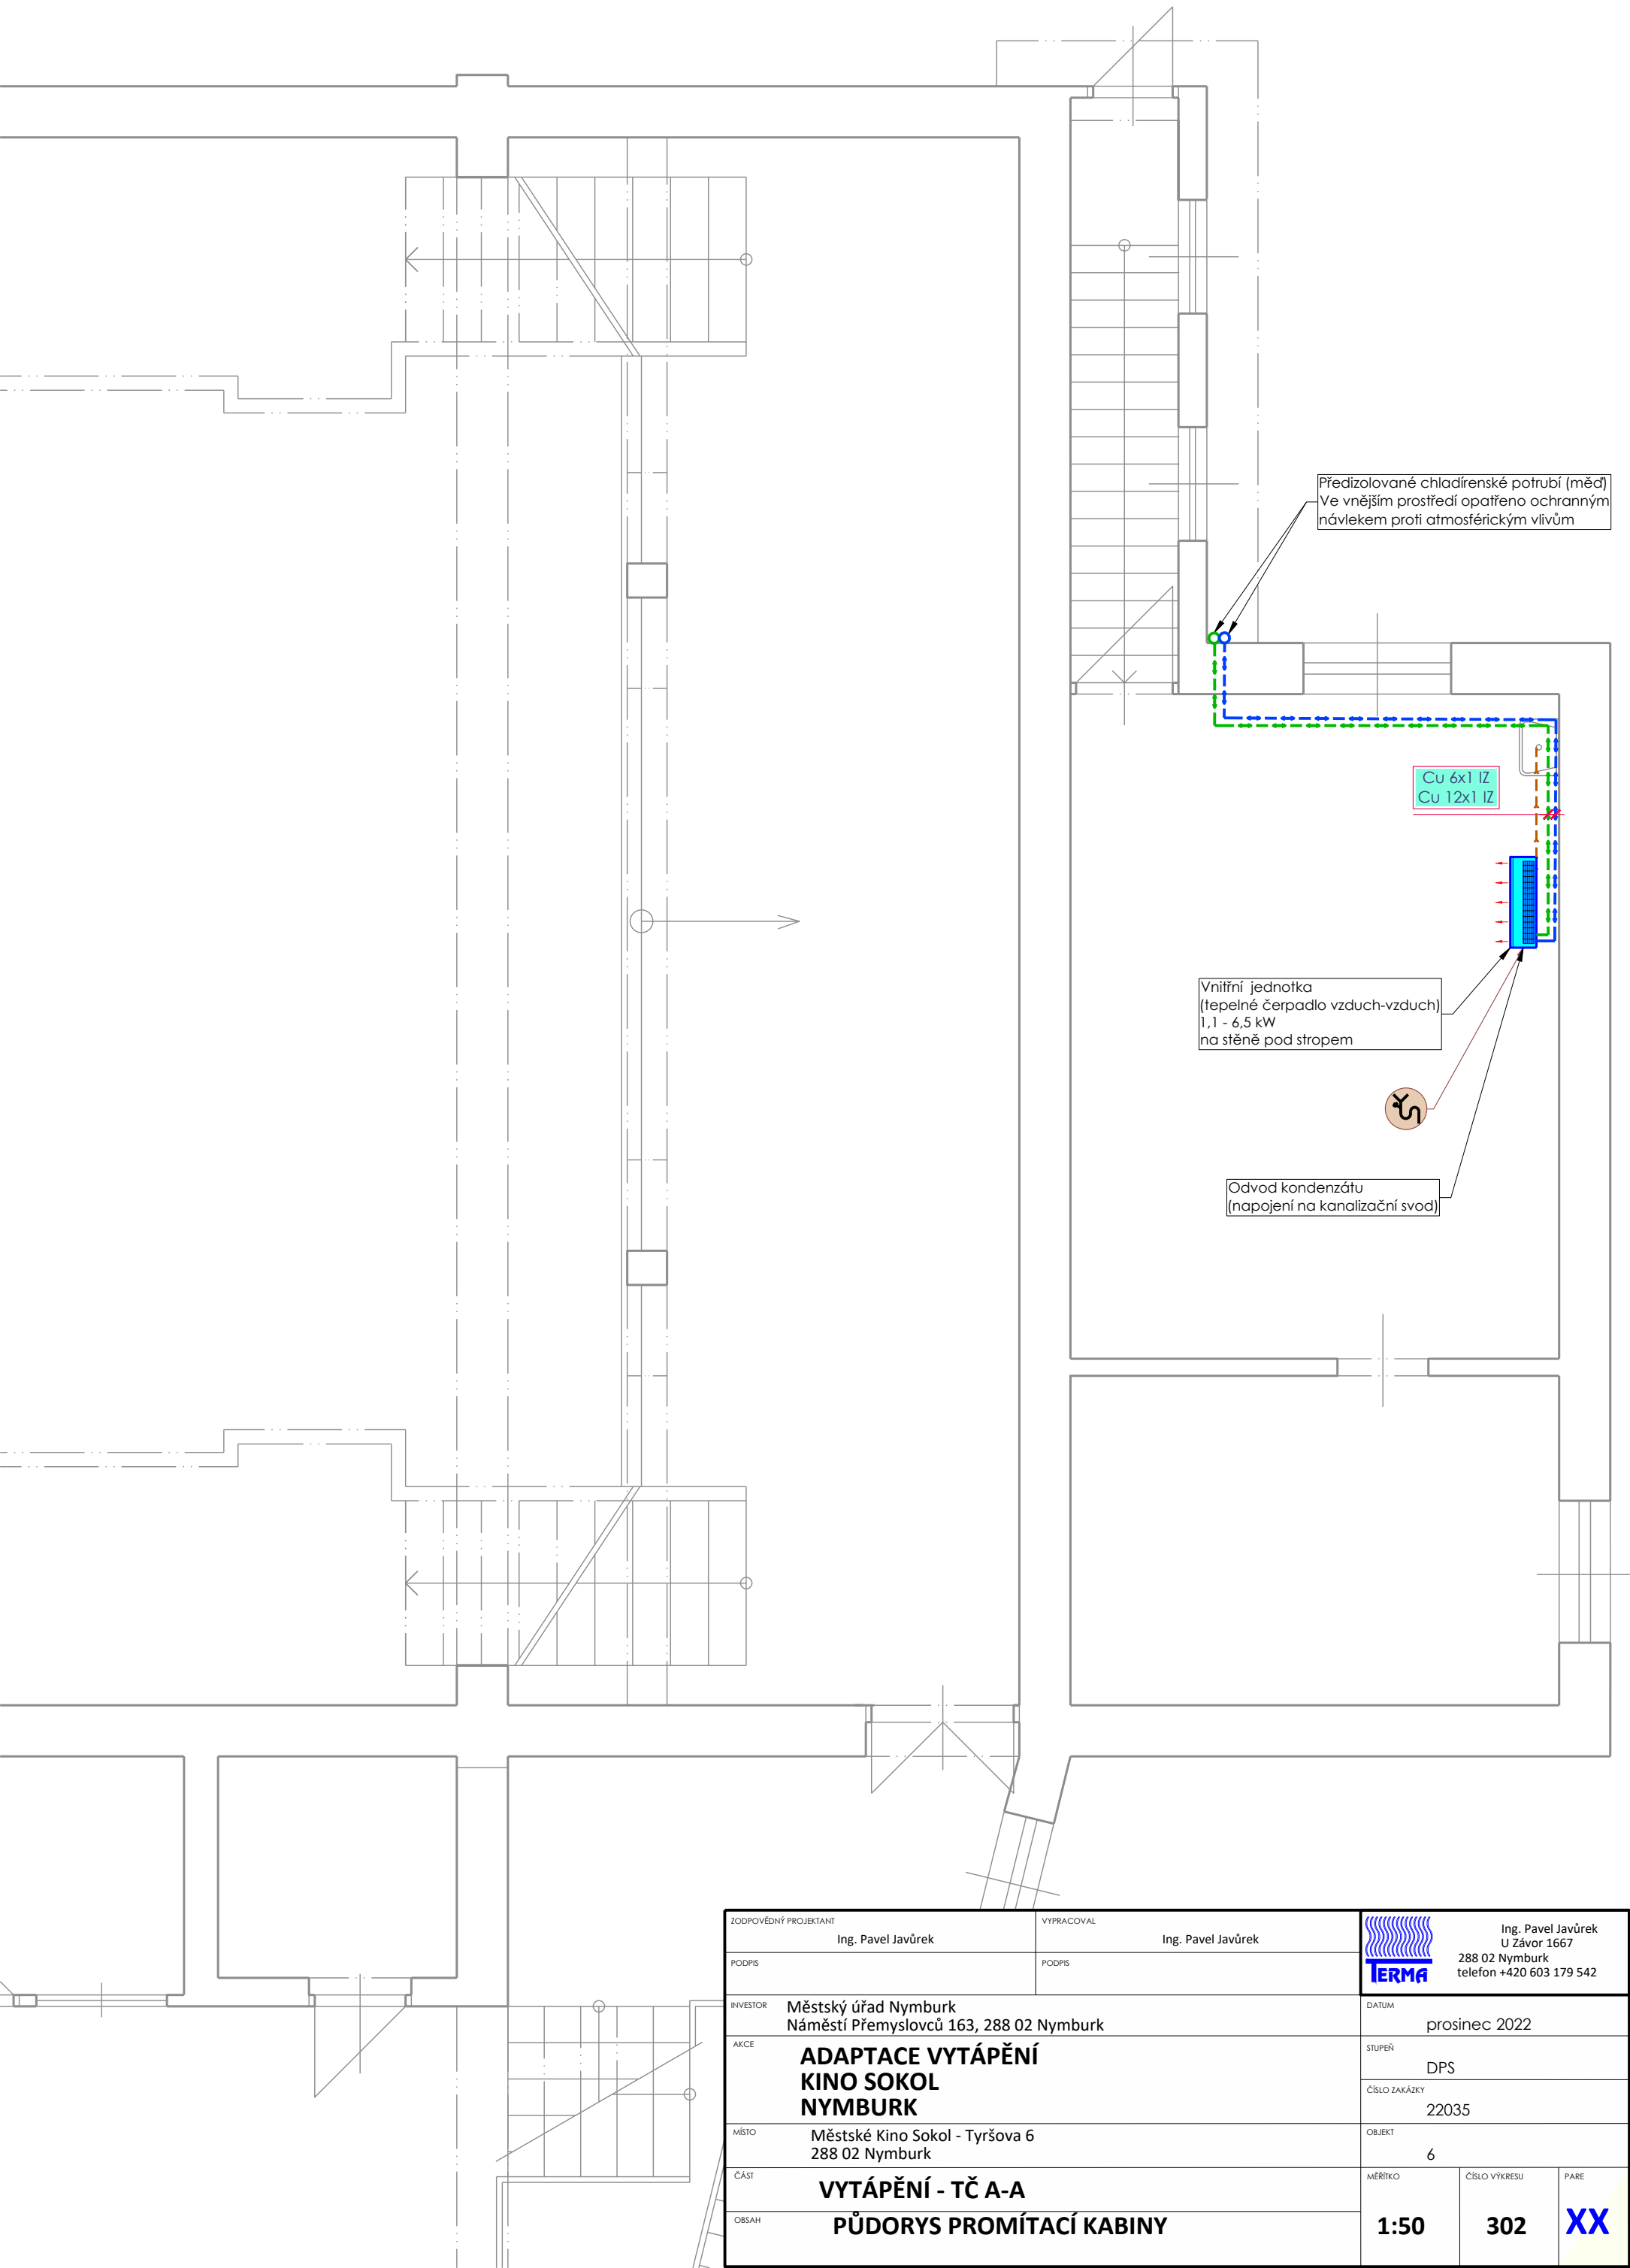 Předizolované chladírenské potrubí (měď)
Ve vnějším prostředí opatřeno ochranným
návlekem proti atmosférickým vlivům
Cu 6x1 IZ
Cu 12x1 IZ
Vnitřní jednotka
(tepelné čerpadlo vzduch-vzduch)
1,1 - 6,5 kW
na stěně pod stropem
Odvod kondenzátu
(napojení na kanalizační svod)
ZODPOVĚDNÝ PROJEKTANT
Ing. Pavel Javůrek
VYPRACOVAL
Ing. Pavel Javůrek
PODPIS
PODPIS
TERMA
Ing. Pavel Javůrek
U Závor 1667
288 02 Nymburk
telefon +420 603 179 542
INVESTOR
Městský úřad Nymburk
Náměstí Přemyslovců 163, 288 02 Nymburk
DATUM
prosinec 2022
AKCE
ADAPTACE VYTÁPĚNÍ
KINO SOKOL
NYMBURK
STUPEŇ
DPS
ČÍSLO ZAKÁZKY
22035
MÍSTO
Městské Kino Sokol - Tyršova 6
288 02 Nymburk
OBJEKT
6
ČÁST
VYTÁPĚNÍ - TČ A-A
OBSAH
PŮDORYS PROMÍTACÍ KABINY
MĚŘÍTKO
1:50
ČÍSLO VÝKRESU
302
PARE
XX